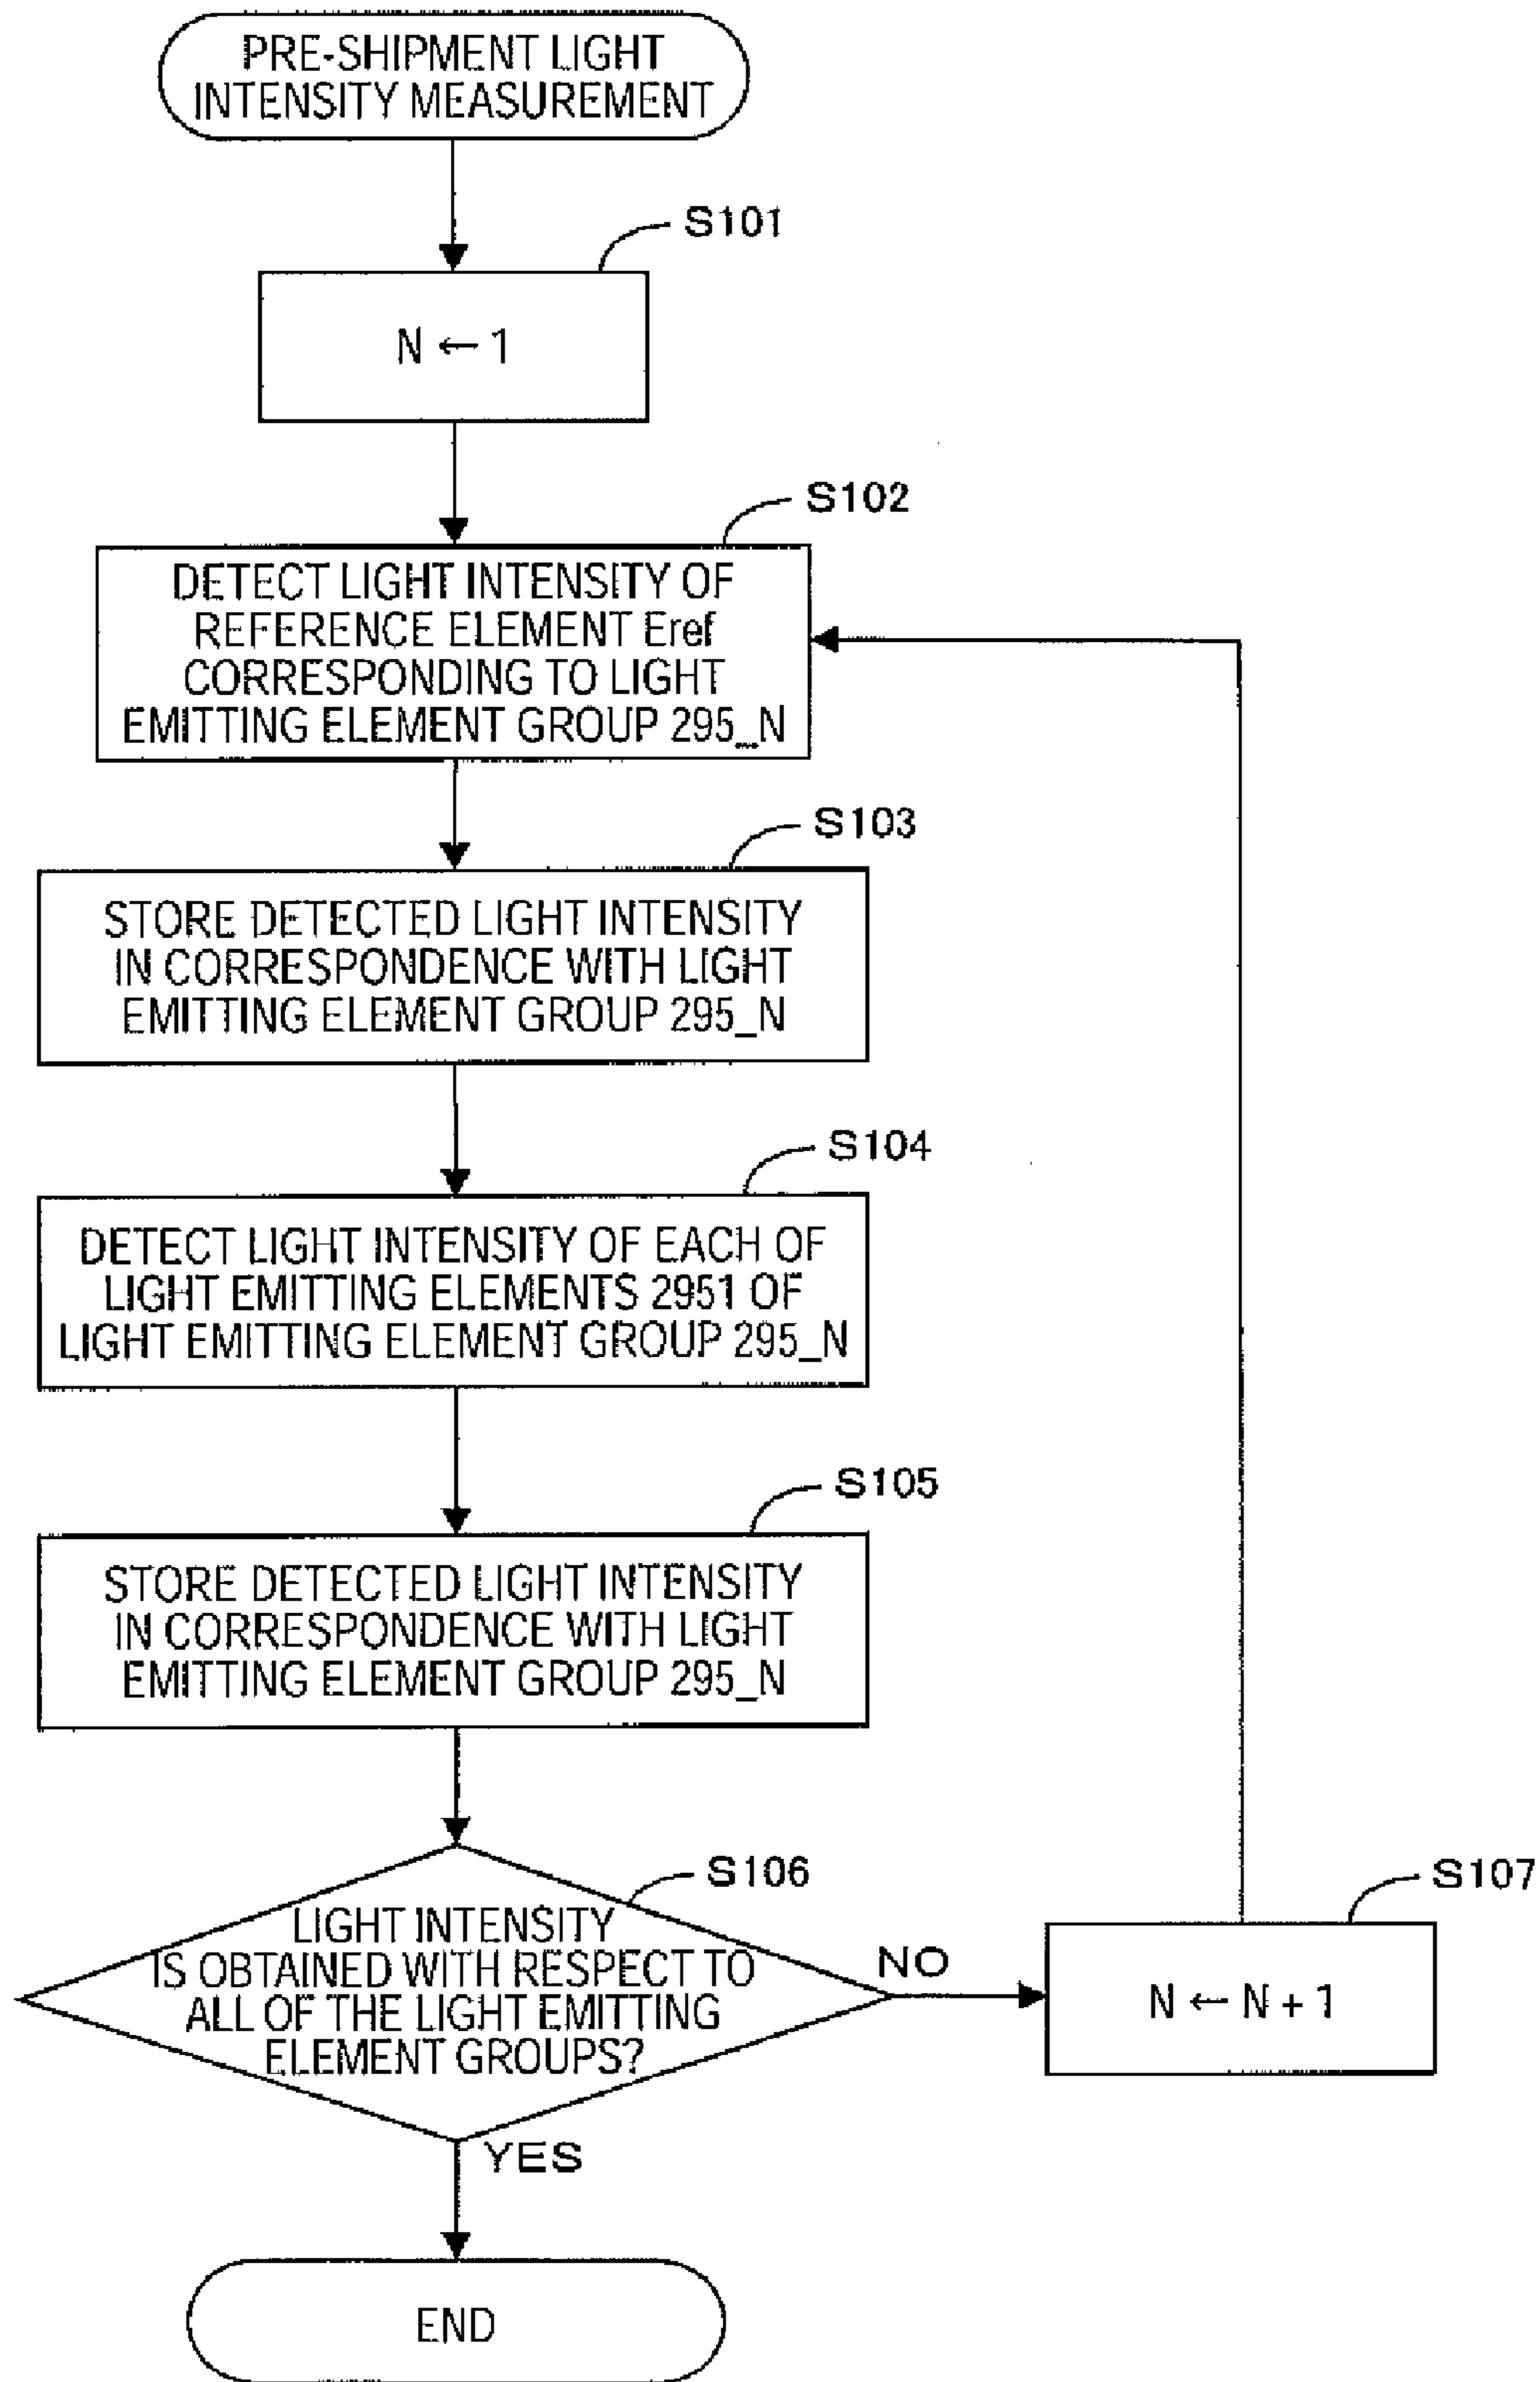 PRE-SHIPMENT LIGHT
INTENSITY MEASUREMENT
S101
N ← 1
S102
DETECT LIGHT INTENSITY OF
REFERENCE ELEMENT Eref
CORRESPONDING TO LIGHT
EMITTING ELEMENT GROUP 295_N
S103
STORE DETECTED LIGHT INTENSITY
IN CORRESPONDENCE WITH LIGHT
EMITTING ELEMENT GROUP 295_N
S104
DETECT LIGHT INTENSITY OF EACH OF
LIGHT EMITTING ELEMENTS 2951 OF
LIGHT EMITTING ELEMENT GROUP 295_N
S105
STORE DETECTED LIGHT INTENSITY
IN CORRESPONDENCE WITH LIGHT
EMITTING ELEMENT GROUP 295_N
S106
LIGHT INTENSITY
IS OBTAINED WITH RESPECT TO
ALL OF THE LIGHT EMITTING
ELEMENT GROUPS?
NO
S107
N ← N + 1
YES
END